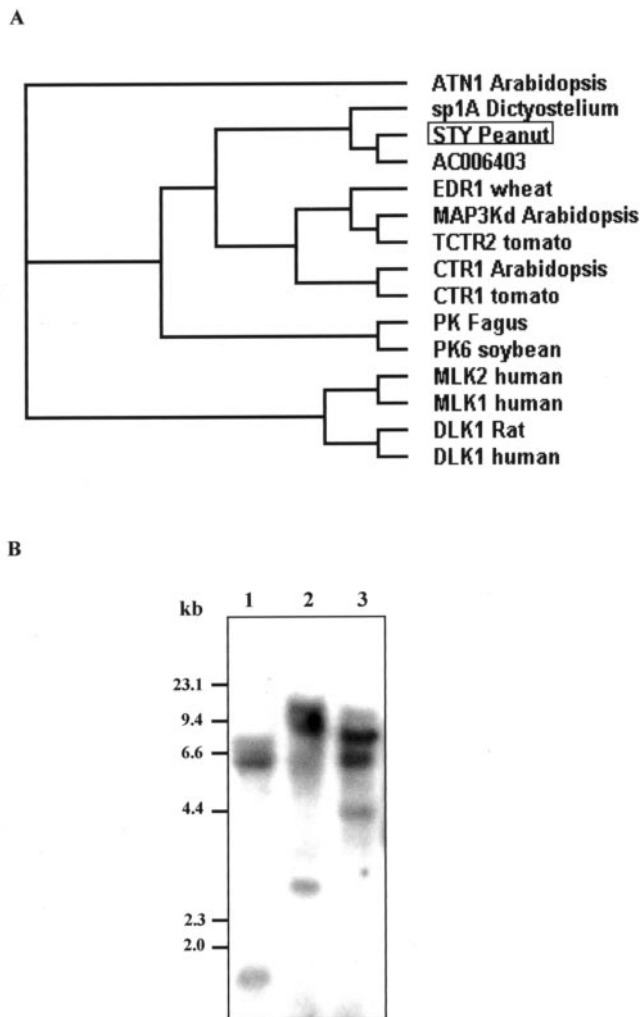 A
ATN1 Arabidopsis
sp1A Dictyostelium
STY Peanut
AC006403
EDR1 wheat
MAP3Kd Arabidopsis
TCTR2 tomato
CTR1 Arabidopsis
CTR1 tomato
PK Fagus
PK6 soybean
MLK2 human
MLK1 human
DLK1 Rat
DLK1 human
B
kb 1 2 3
23.1
9.4
6.6
4.4
2.3
2.0